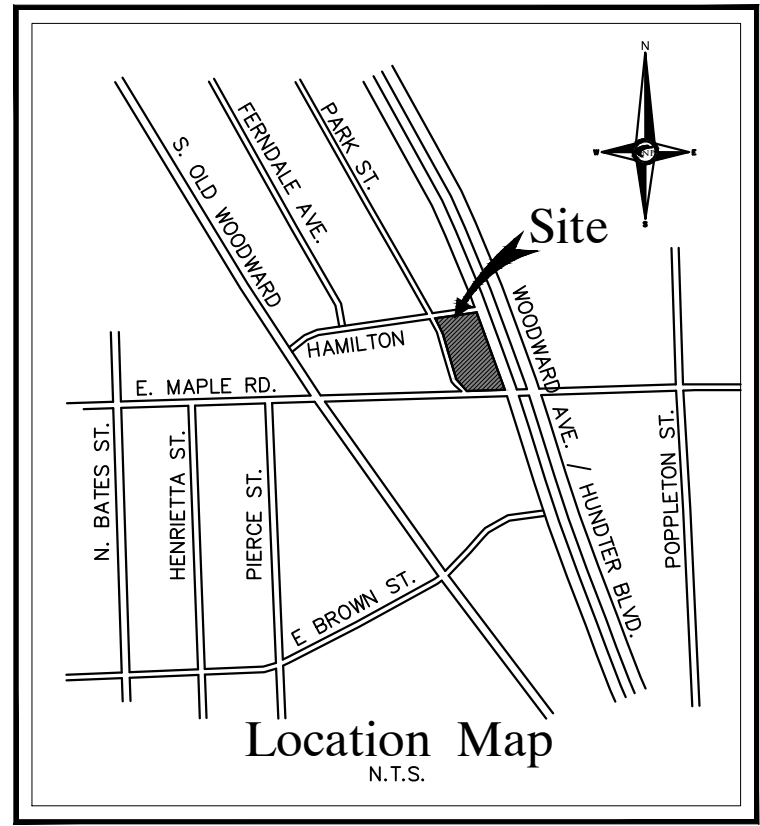 N
W
E
S
S. OLD WOODWARD
FERNDALE AVE.
PARK ST.
Site
WOODWARD AVE. / HUNDTER BLVD.
HAMILTON
E. MAPLE RD.
N. BATES ST.
HENRIETTA ST.
PIERCE ST.
POPPLETON ST.
E BROWN ST.
Location Map
N.T.S.